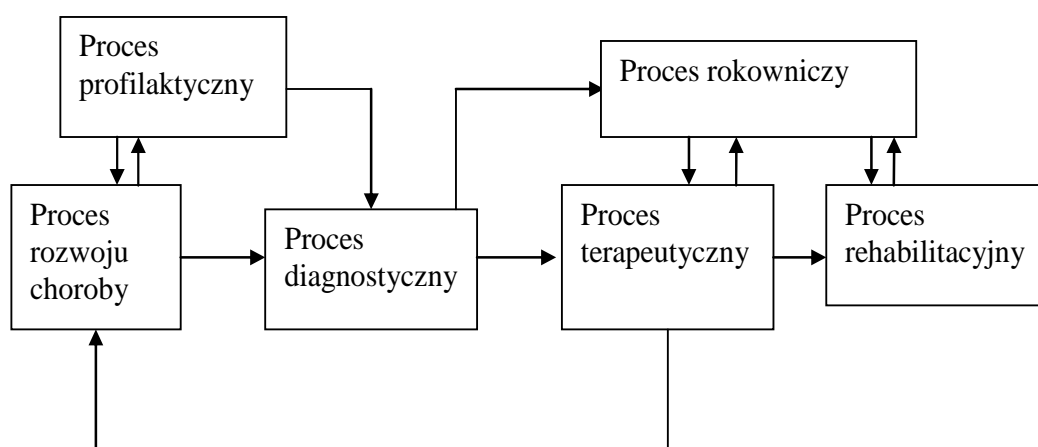 Proces
profilaktyczny
Proces rokowniczy
Proces
rozwoju
choroby
Proces
diagnostyczny
Proces
terapeutyczny
Proces
rehabilitacyjny